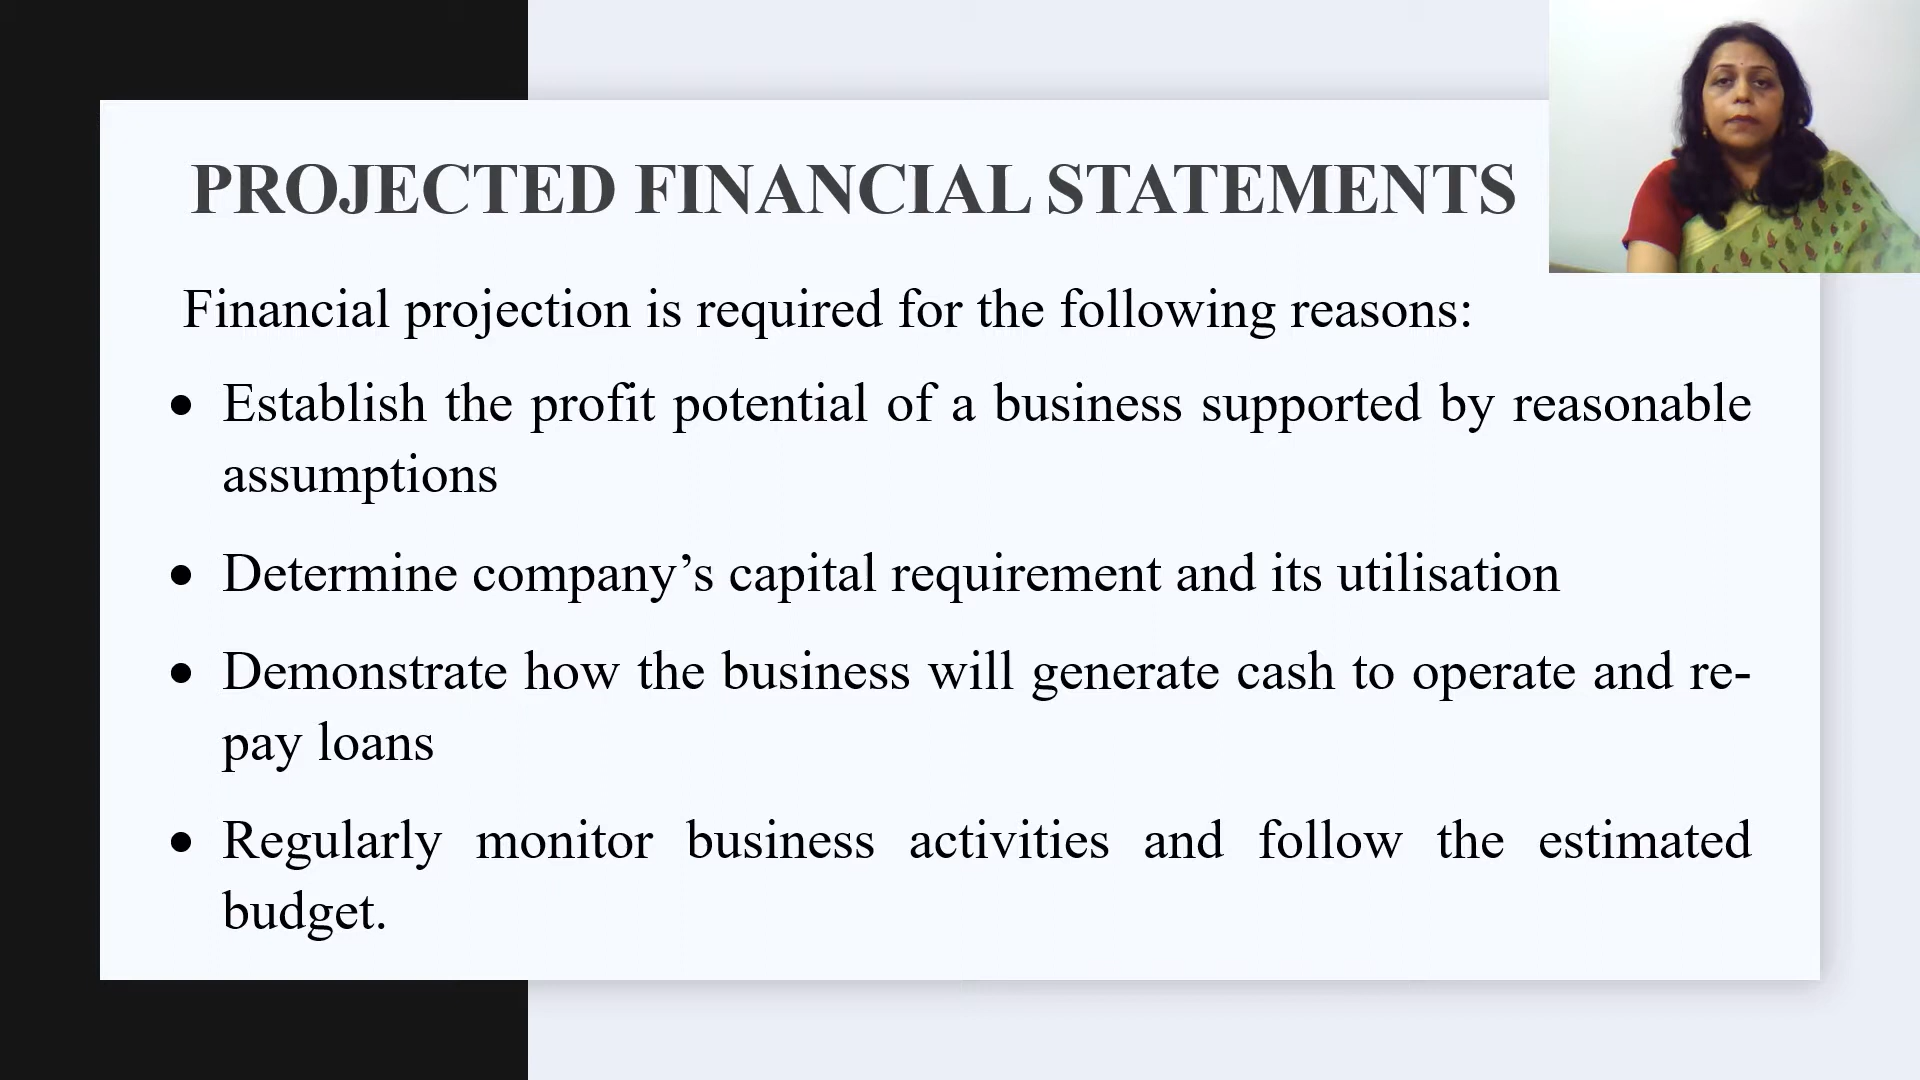 PROJECTED FINANCIAL STATEMENTS
Financial projection is required for the following reasons:
• Establish the profit potential of a business supported by reasonable
assumptions
• Determine company’s capital requirement and its utilisation
• Demonstrate how the business will generate cash to operate and re-
pay loans
• Regularly monitor business activities and follow the estimated
budget.